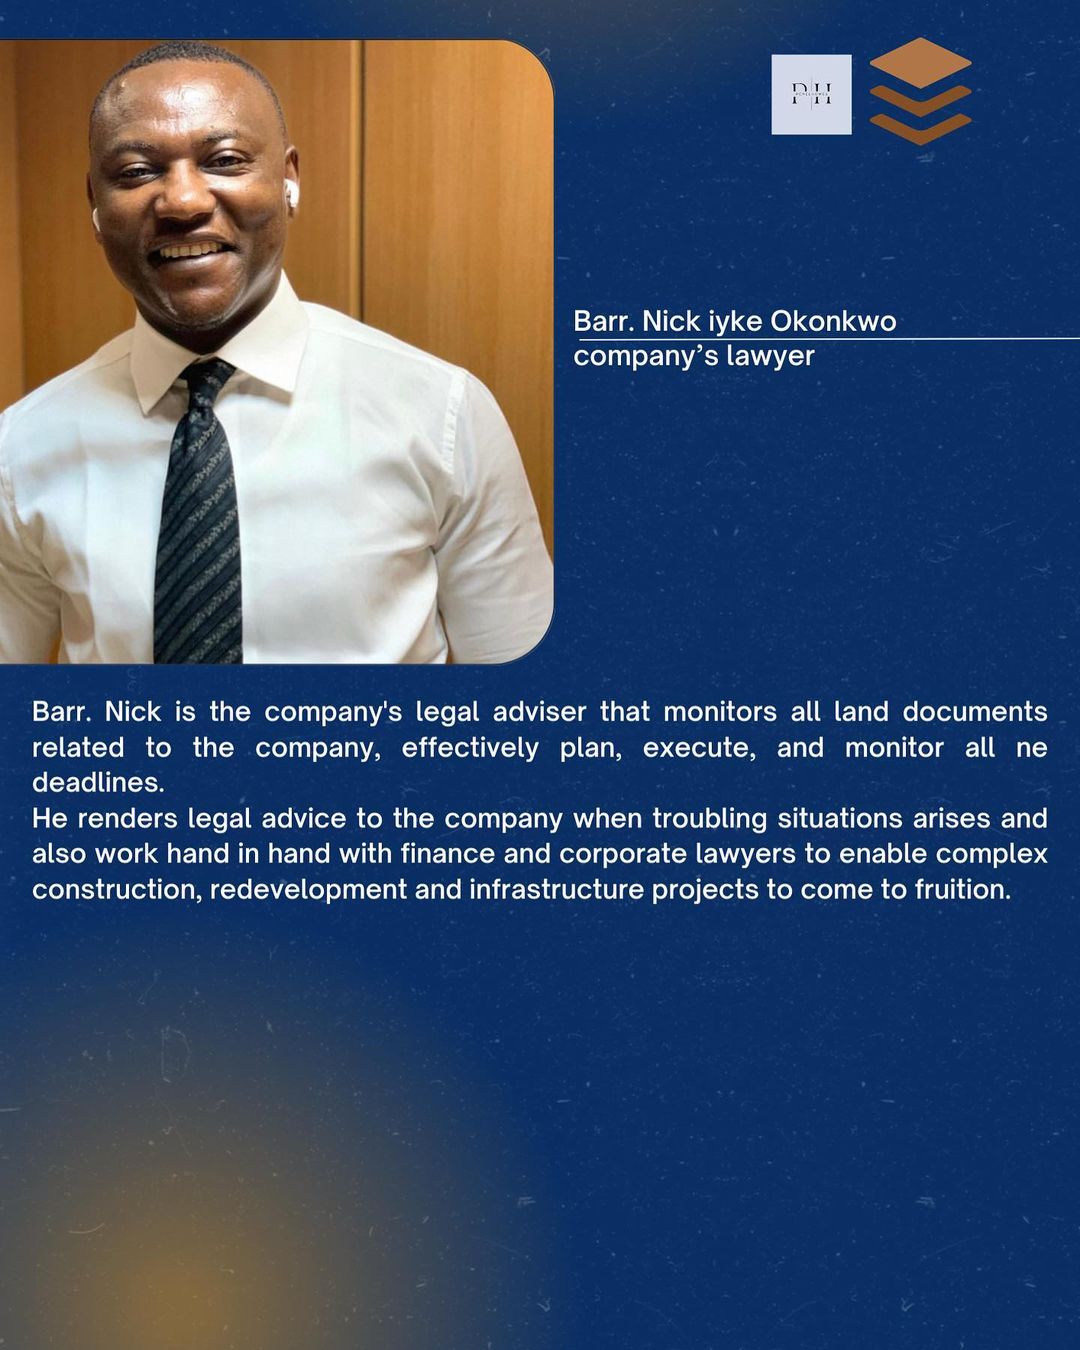 P H
Barr. Nick iyke Okonkwo
company’s lawyer
Barr. Nick is the company's legal adviser that monitors all land documents
related to the company, effectively plan, execute, and monitor all ne
deadlines.
He renders legal advice to the company when troubling situations arises and
also work hand in hand with finance and corporate lawyers to enable complex
construction, redevelopment and infrastructure projects to come to fruition.